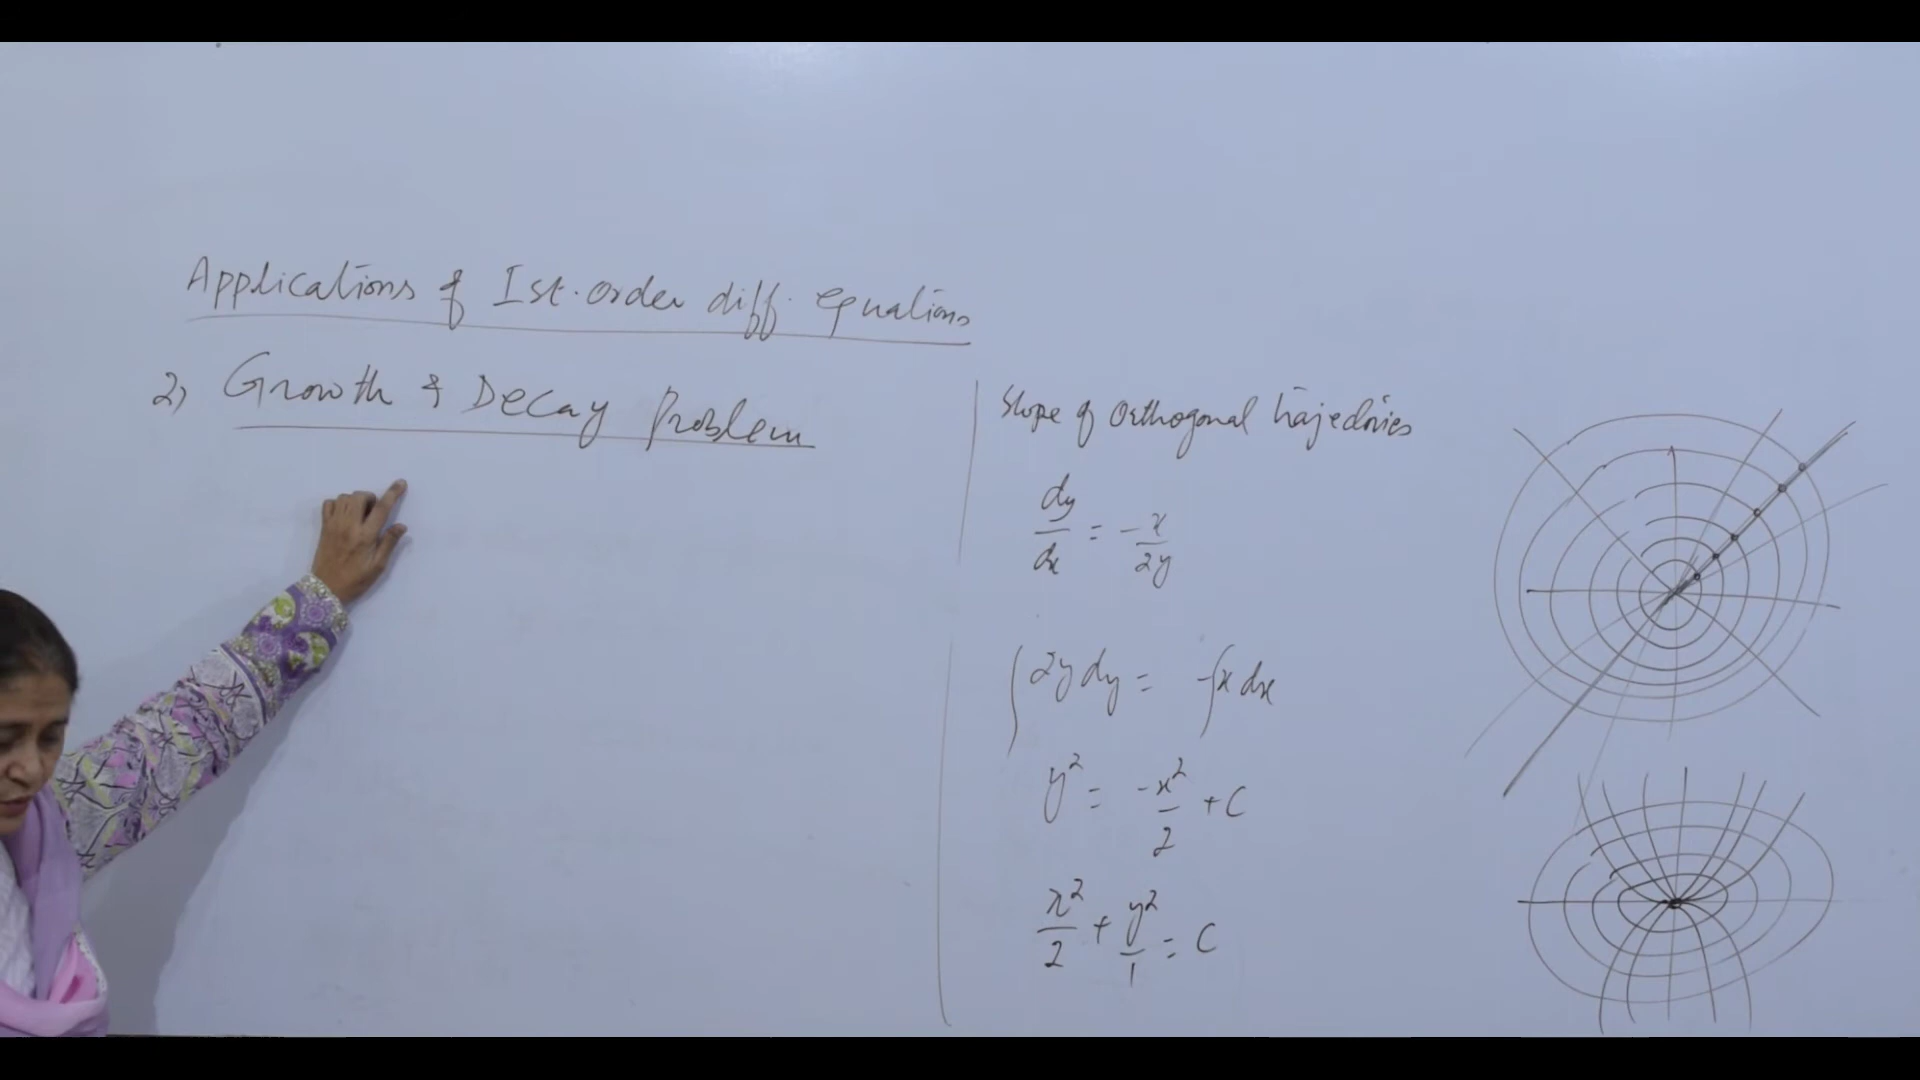 Applications of Ist. order diff. equations
2) Growth & Decay Problem
Slope of Orthogonal trajectories
dy/dx = -x/2y
∫2y dy = -∫x dx
y² = -x²/2 + C
x²/2 + y²/1 = C